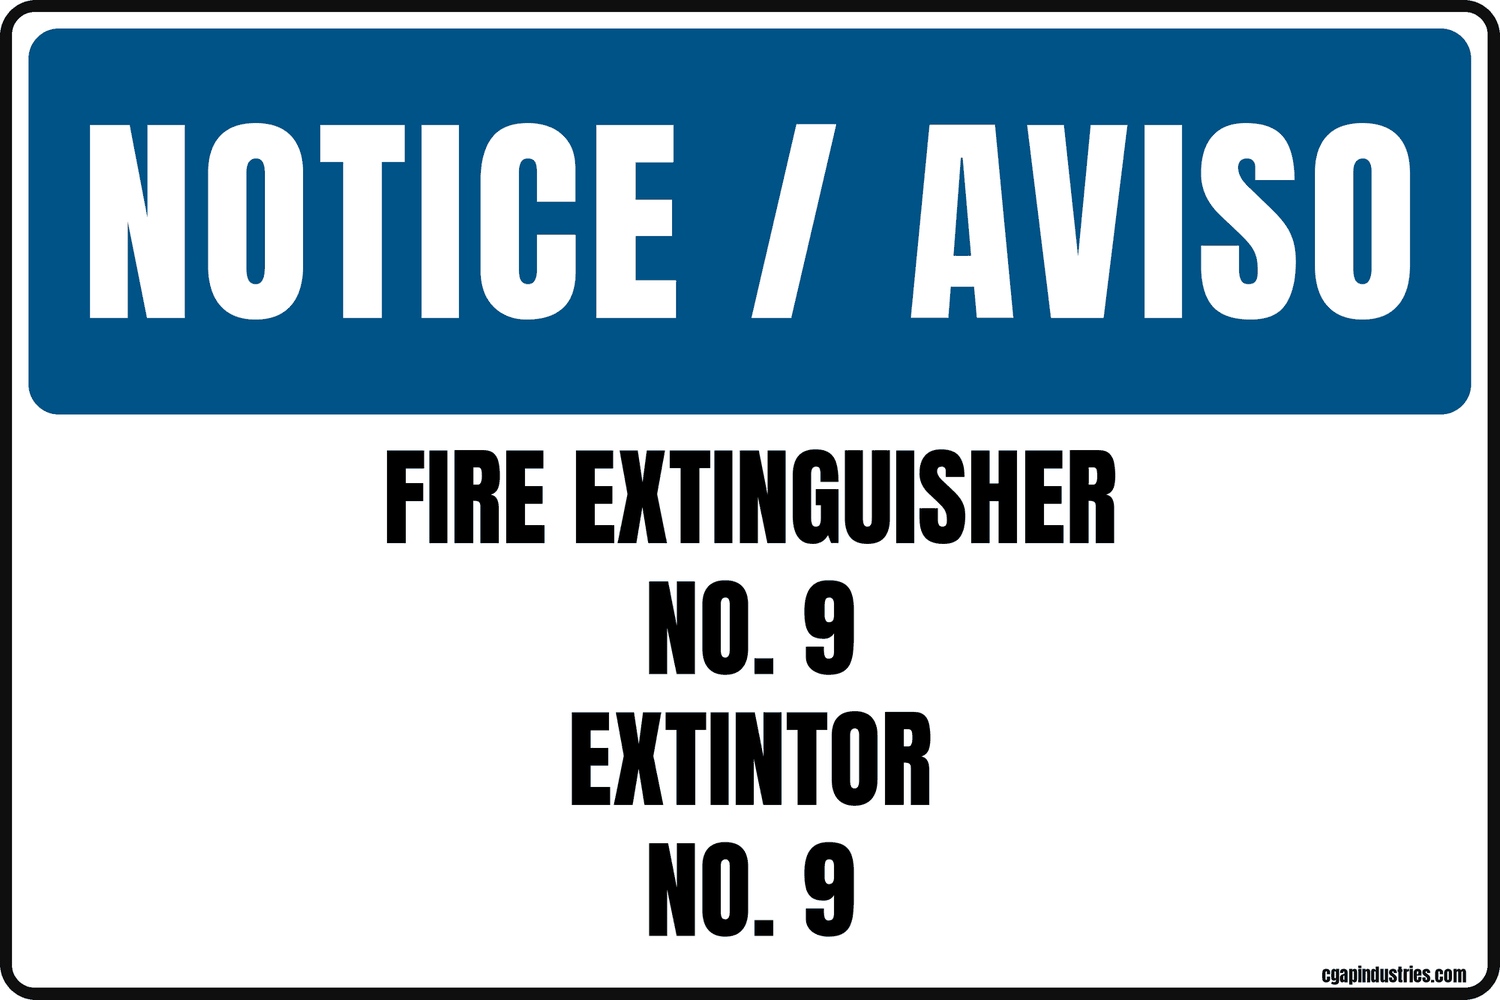 NOTICE / AVISO
FIRE EXTINGUISHER
NO. 9
EXTINTOR
NO. 9
cgapindustries.com